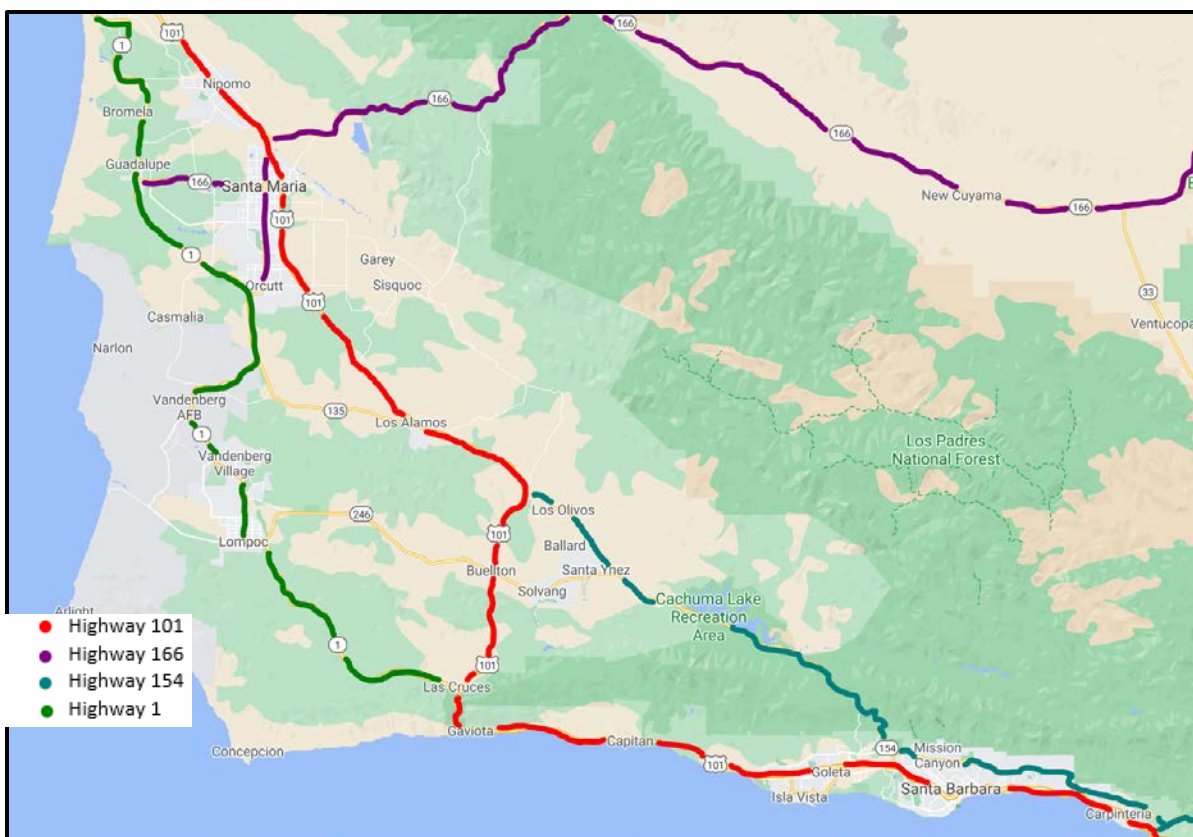 101
166
1
Nipomo
166
Bromela
166
Guadalupe
166
Santa Maria
New Cuyama
166
101
Garey
1
Orcutt
Sisquoc
33
101
Casmalia
Ventucopa
Narlon
Vandenberg
AFB
135
Los Alamos
1
Vandenberg
Village
Los Padres
National Forest
Los Olivos
246
101
Lompoc
Ballard
Buellton
Santa Ynez
Solvang
Cachuma Lake
Recreation
Area
Arlight
Highway 101
Highway 166
Highway 154
Highway 1
1
101
Las Cruces
Gaviota
Capitan
Concepcion
154
Mission
Canyon
101
Goleta
Isla Vista
Santa Barbara
Carpinteria